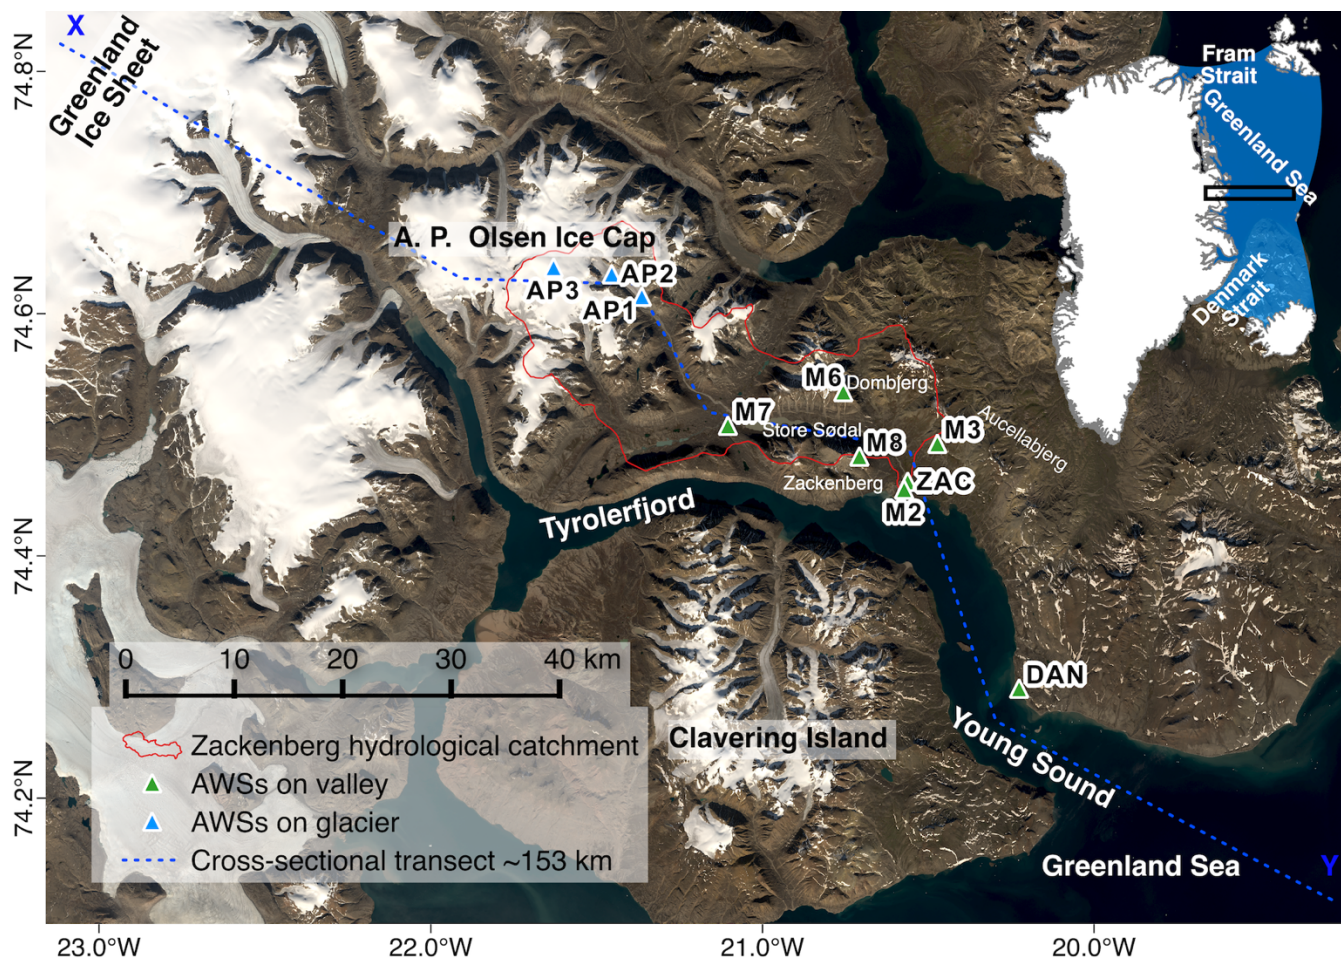 X
Greenland
Ice Sheet
74.8°N
74.6°N
74.4°N
74.2°N
Fram
Strait
Greenland Sea
Denmark
Strait
A. P. Olsen Ice Cap
AP3
AP2
AP1
M6
Dombjerg
M7
Store Sødal
M8
M3
Aucellabjerg
Zackenberg
ZAC
M2
Tyrolerfjord
DAN
Clavering Island
Young Sound
Greenland Sea
Y
0 10 20 30 40 km
Zackenberg hydrological catchment
AWSs on valley
AWSs on glacier
Cross-sectional transect ~153 km
23.0°W 22.0°W 21.0°W 20.0°W